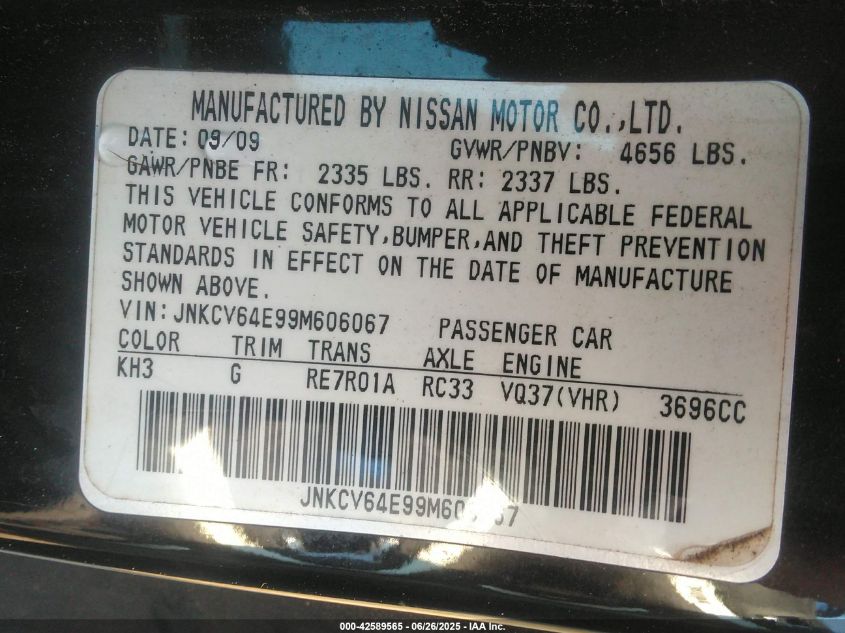 MANUFACTURED BY NISSAN MOTOR CO.,LTD.
DATE: 09/09 GVWR/PNBV: 4656 LBS.
GAWR/PNBE FR: 2335 LBS. RR: 2337 LBS.
THIS VEHICLE CONFORMS TO ALL APPLICABLE FEDERAL
MOTOR VEHICLE SAFETY,BUMPER,AND THEFT PREVENTION
STANDARDS IN EFFECT ON THE DATE OF MANUFACTURE
SHOWN ABOVE.
VIN:JNKCV64E99M606067 PASSENGER CAR
COLOR TRIM TRANS AXLE ENGINE
KH3 G RE7R01A RC33 VQ37(VHR) 3696CC
JNKCV64E99M606067
000-42589565 - 06/26/2025 - IAA Inc.